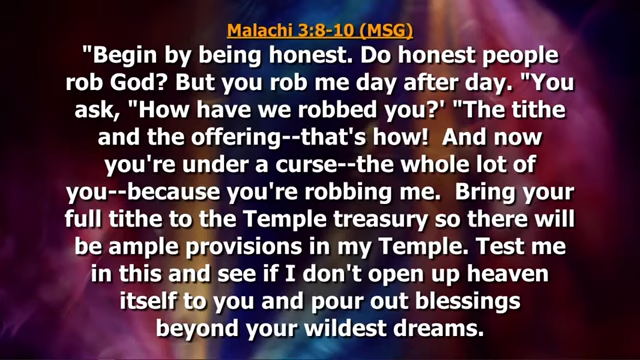 Malachi 3:8-10 (MSG)
"Begin by being honest. Do honest people
rob God? But you rob me day after day. "You
ask, "How have we robbed you?' "The tithe
and the offering--that's how!  And now
you're under a curse--the whole lot of
you--because you're robbing me.  Bring your
full tithe to the Temple treasury so there will
be ample provisions in my Temple. Test me
in this and see if I don't open up heaven
itself to you and pour out blessings
beyond your wildest dreams.